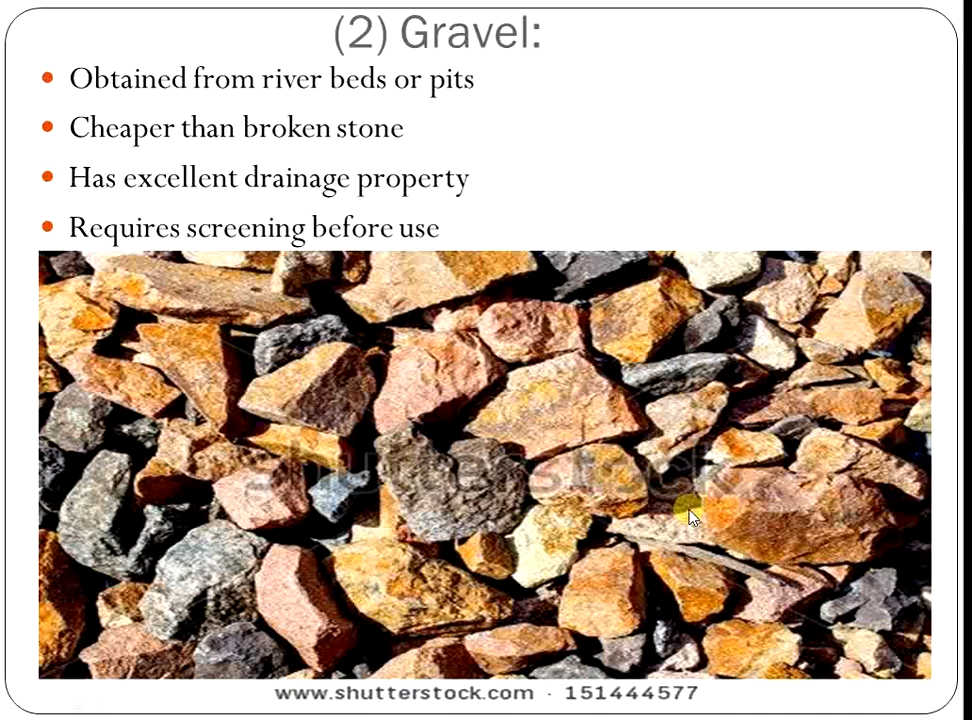 (2) Gravel:
• Obtained from river beds or pits
• Cheaper than broken stone
• Has excellent drainage property
• Requires screening before use
shutterstock
www.shutterstock.com · 151444577